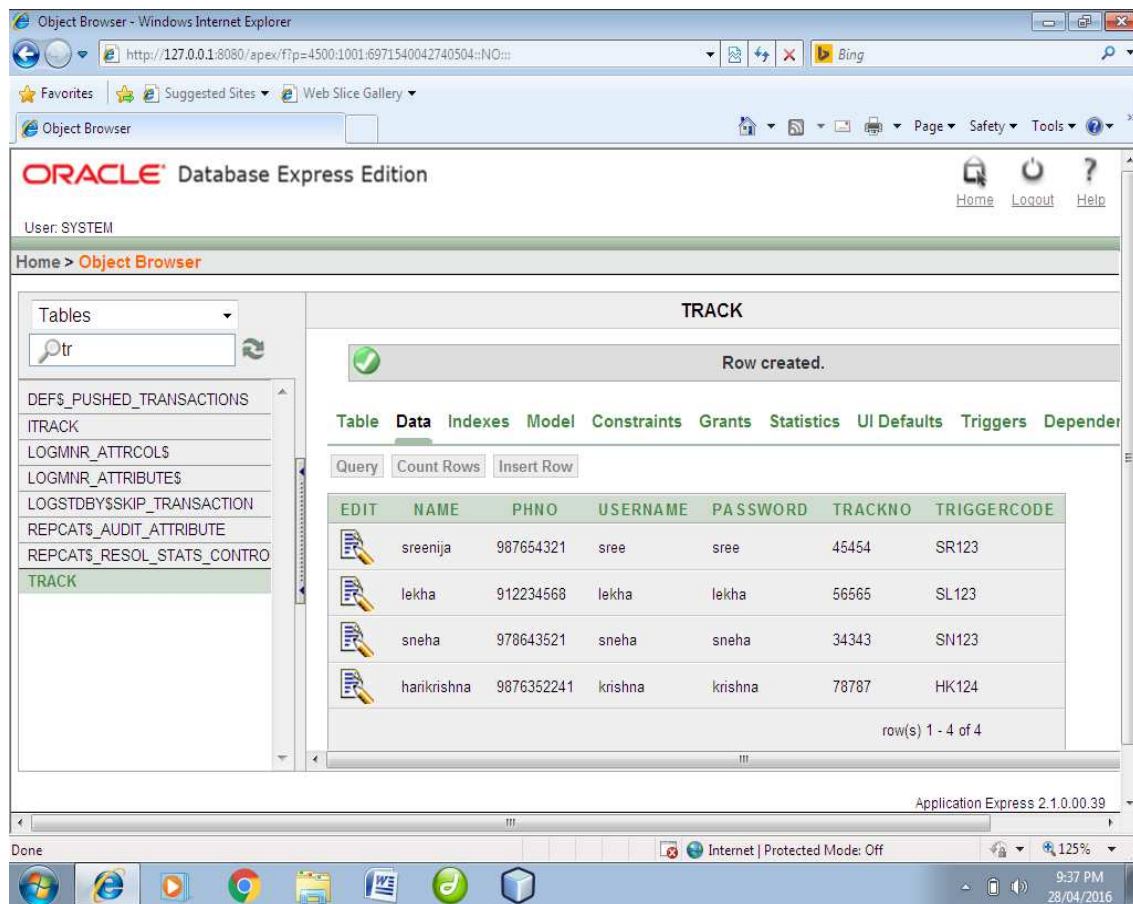 Object Browser - Windows Internet Explorer
http://127.0.0.1:8080/apex/f?p=4500:1001:6971540042740504::NO:::
Bing
Favorites Suggested Sites Web Slice Gallery
Object Browser
Page Safety Tools
ORACLE Database Express Edition
Home Logout Help
User: SYSTEM
Home > Object Browser
Tables
tr
DEF$_PUSHED_TRANSACTIONS
ITRACK
LOGMNR_ATTRCOL$
LOGMNR_ATTRIBUTE$
LOGSTDBY$SKIP_TRANSACTION
REPCAT$_AUDIT_ATTRIBUTE
REPCAT$_RESOL_STATS_CONTRO
TRACK
TRACK
Row created.
Table Data Indexes Model Constraints Grants Statistics UI Defaults Triggers Depender
Query Count Rows Insert Row
EDIT NAME PHNO USERNAME PASSWORD TRACKNO TRIGGERCODE
sreenija 987654321 sree sree 45454 SR123
lekha 912234568 lekha lekha 56565 SL123
sneha 978643521 sneha sneha 34343 SN123
harikrishna 9876352241 krishna krishna 78787 HK124
row(s) 1 - 4 of 4
Application Express 2.1.0.00.39
Done
Internet | Protected Mode: Off
125%
9:37 PM
28/04/2016